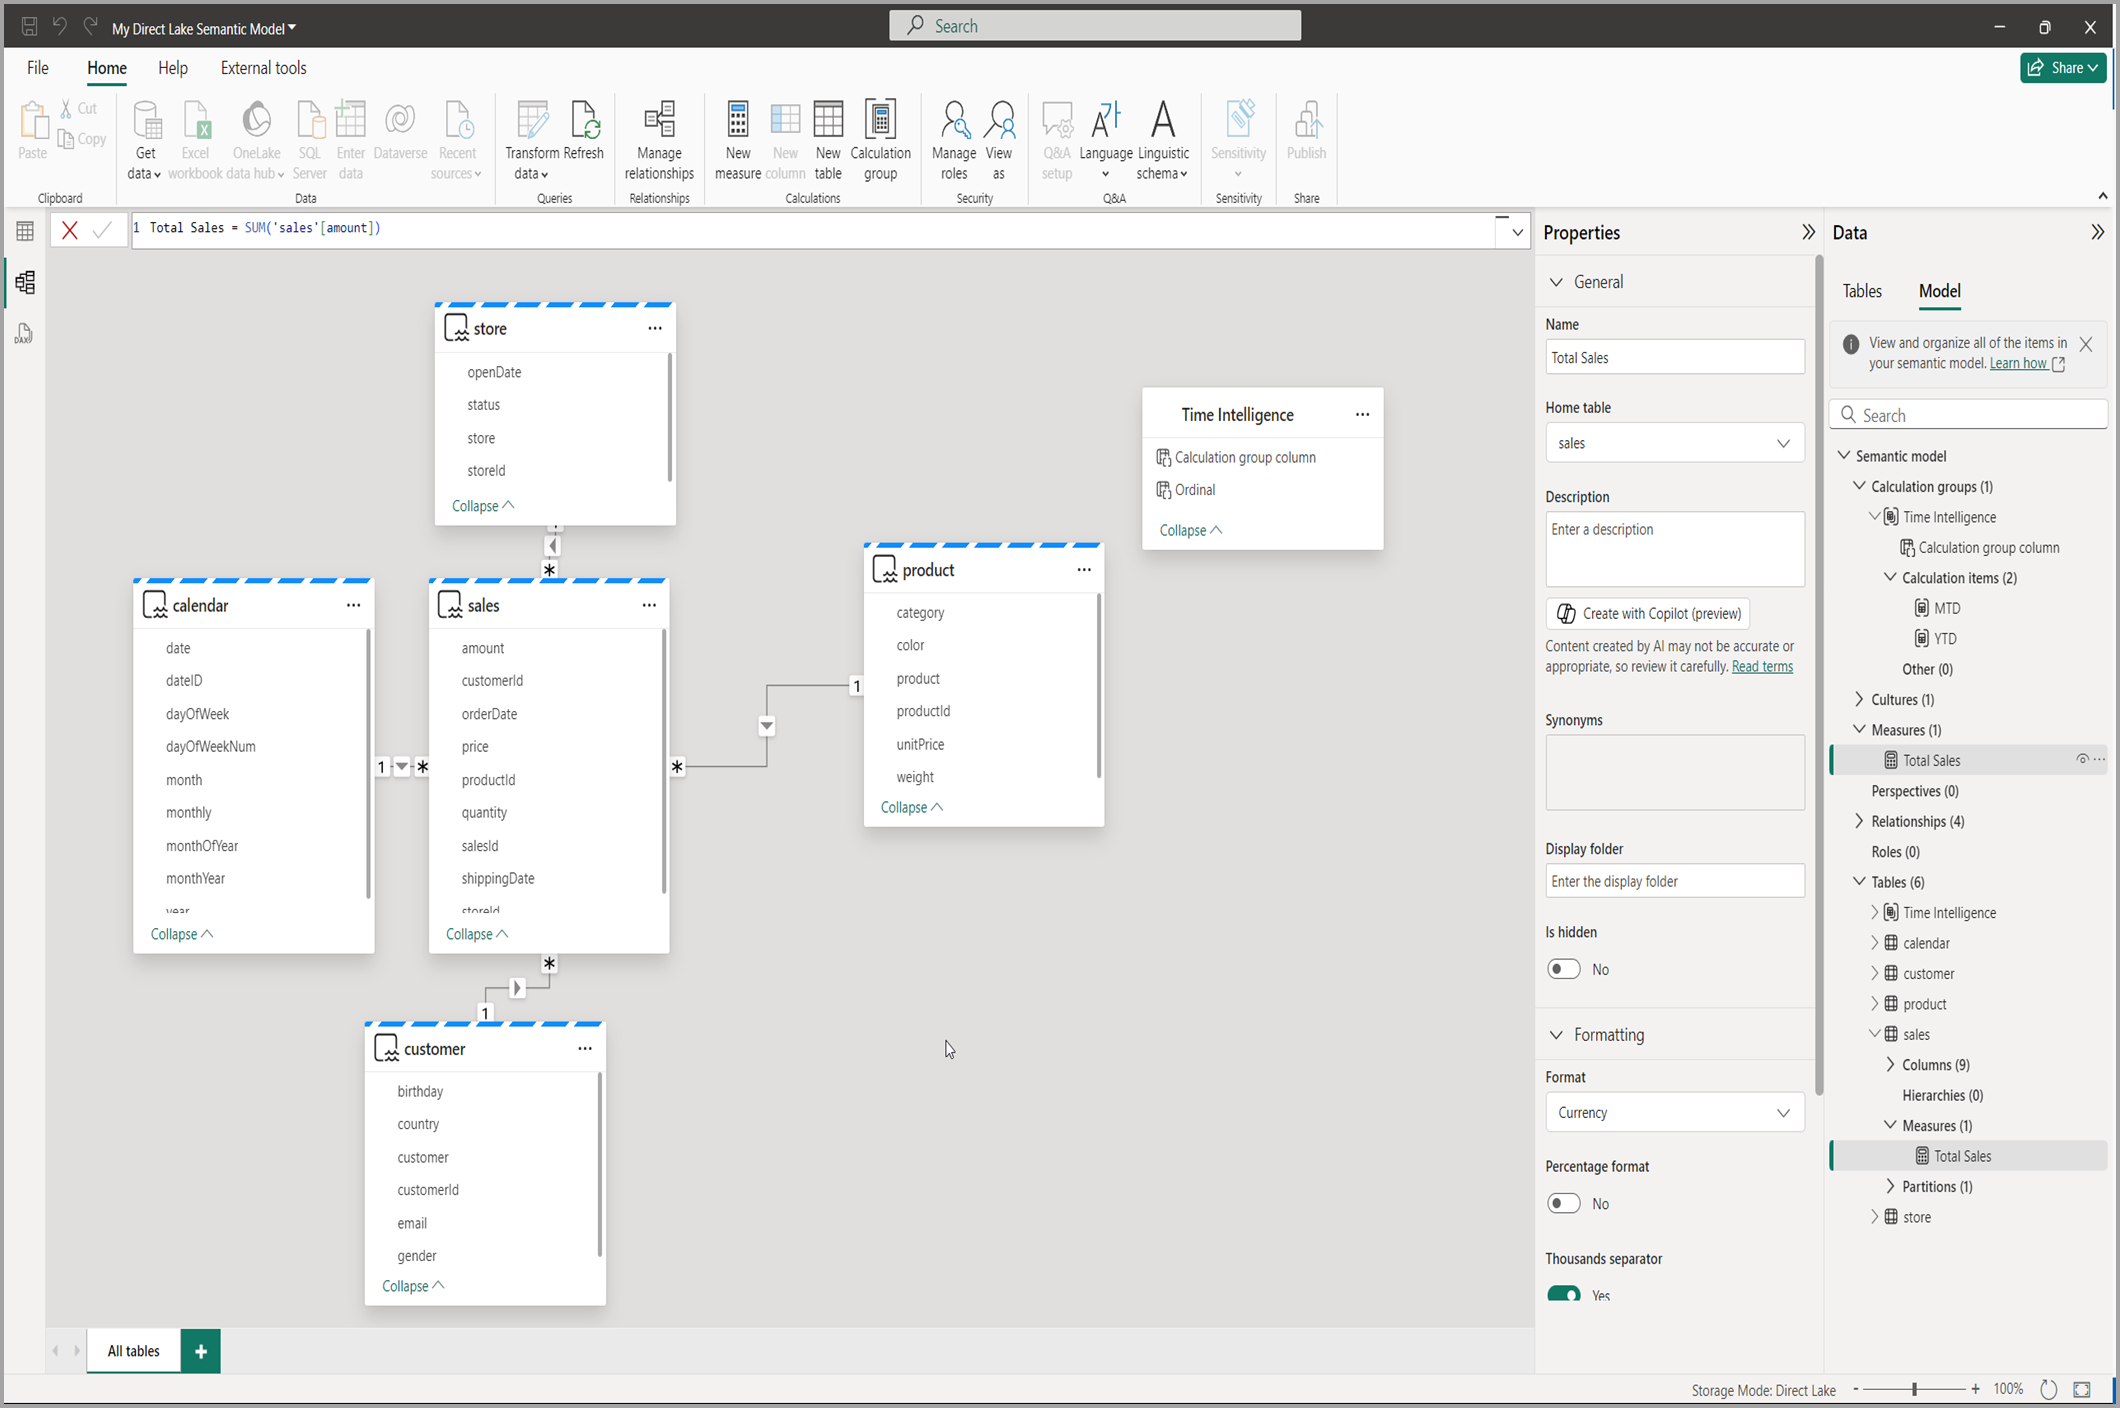 My Direct Lake Semantic Model
Search
File
Home
Help
External tools
Share
Paste
Cut
Copy
Clipboard
Get data
Excel workbook
OneLake data hub
SQL Server
Enter data
Dataverse
Recent sources
Data
Transform data
Refresh
Queries
Manage relationships
Relationships
New measure
New column
New table
Calculation group
Calculations
Manage roles
View as
Security
Q&A setup
Language
Linguistic schema
Q&A
Sensitivity
Sensitivity
Publish
Share
DAX
1 Total Sales = SUM('sales'[amount])
store
openDate
status
store
storeId
Collapse
*
calendar
date
dateID
dayOfWeek
dayOfWeekNum
month
monthly
monthOfYear
monthYear
year
Collapse
1
*
sales
amount
customerId
orderDate
price
productId
quantity
salesId
shippingDate
storeId
Collapse
*
1
*
1
customer
birthday
country
customer
customerId
email
gender
Collapse
product
category
color
product
productId
unitPrice
weight
Collapse
Time Intelligence
Calculation group column
Ordinal
Collapse
All tables
+
Properties
General
Name
Total Sales
Home table
sales
Description
Enter a description
Create with Copilot (preview)
Content created by AI may not be accurate or
appropriate, so review it carefully. Read terms
Synonyms
Display folder
Enter the display folder
Is hidden
No
Formatting
Format
Currency
Percentage format
No
Thousands separator
Yes
Data
Tables
Model
View and organize all of the items in
your semantic model. Learn how
Search
Semantic model
Calculation groups (1)
Time Intelligence
Calculation group column
Calculation items (2)
MTD
YTD
Other (0)
Cultures (1)
Measures (1)
Total Sales
Perspectives (0)
Relationships (4)
Roles (0)
Tables (6)
Time Intelligence
calendar
customer
product
sales
Columns (9)
Hierarchies (0)
Measures (1)
Total Sales
Partitions (1)
store
Storage Mode: Direct Lake
- + 100%